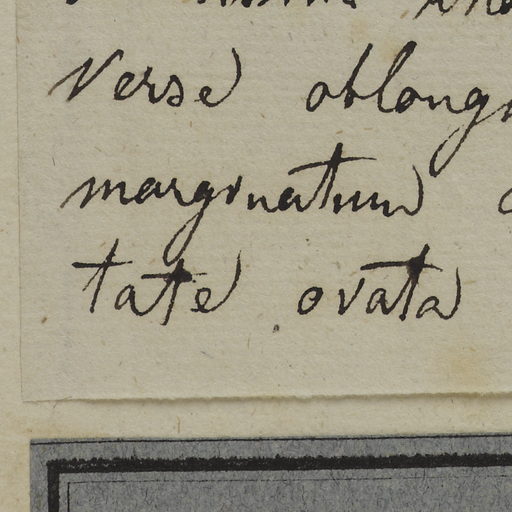 Verse oblong
marginatum
tate ovata